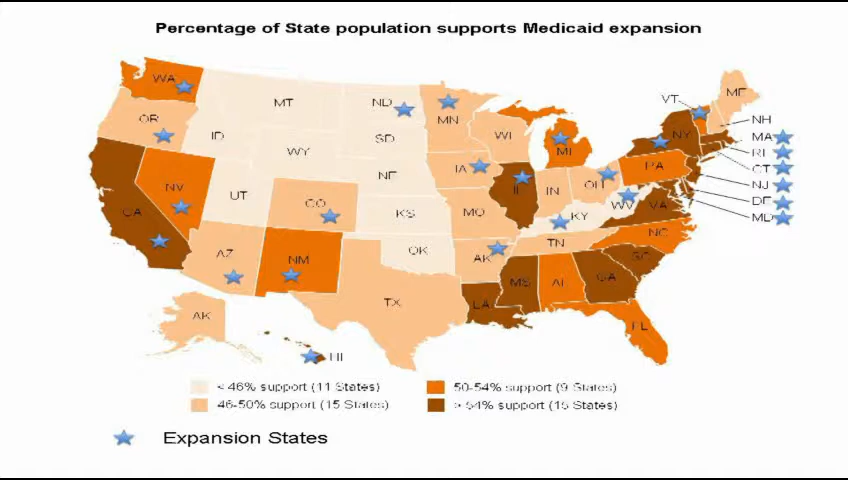 Percentage of State population supports Medicaid expansion
WA
MT
ND
MN
OR
ID
SD
WI
MI
VT
ME
NH
NY
MA
RI
CT
WY
IA
NE
PA
NJ
NV
UT
CO
IL
IN
OH
DE
CA
KS
MO
KY
WV
VA
MD
AZ
NM
OK
AK
TN
NC
SC
TX
LA
MS
AL
GA
FL
AK
HI
< 46% support (11 States)
50-54% support (9 States)
46-50% support (15 States)
> 54% support (15 States)
Expansion States